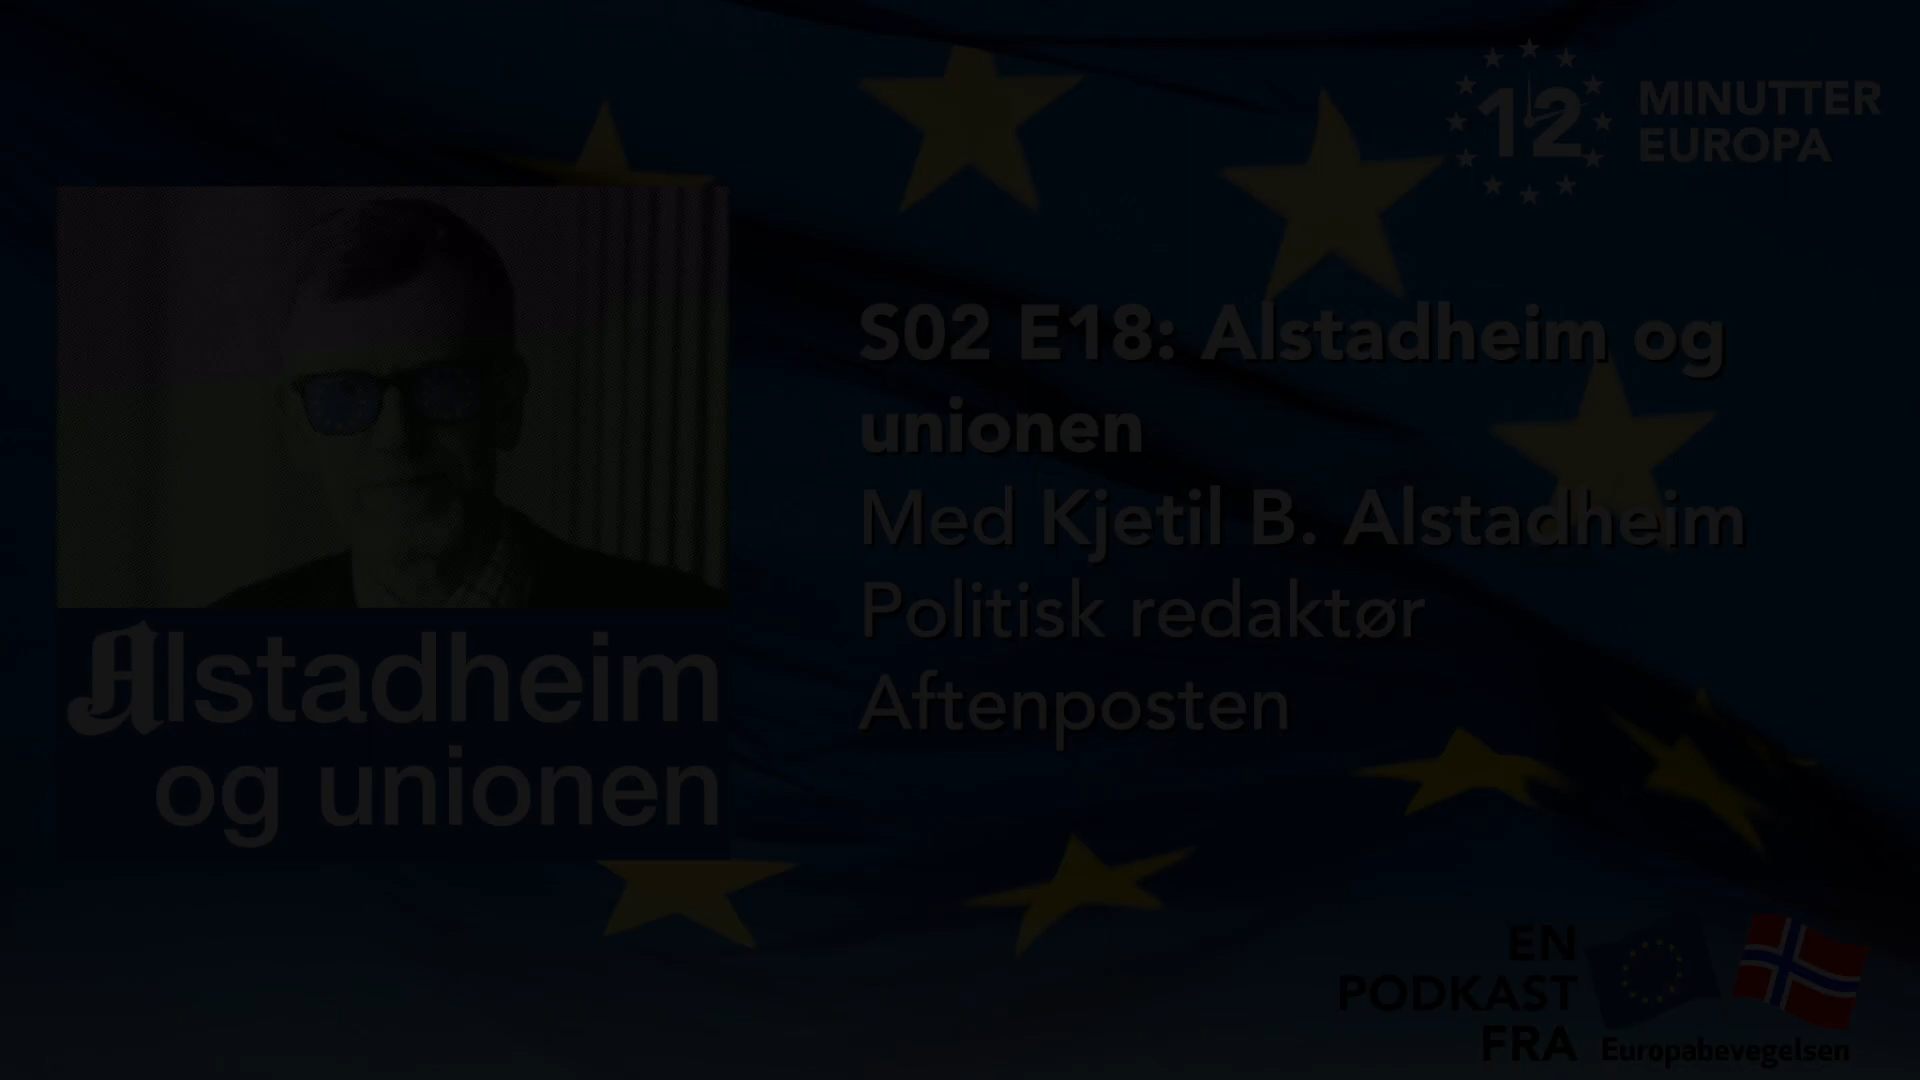 12
MINUTTER
EUROPA
S02 E18: Alstadheim og
unionen
Med Kjetil B. Alstadheim
Politisk redaktør
Aftenposten
Alstadheim
og unionen
EN
PODKAST
FRA
Europabevegelsen